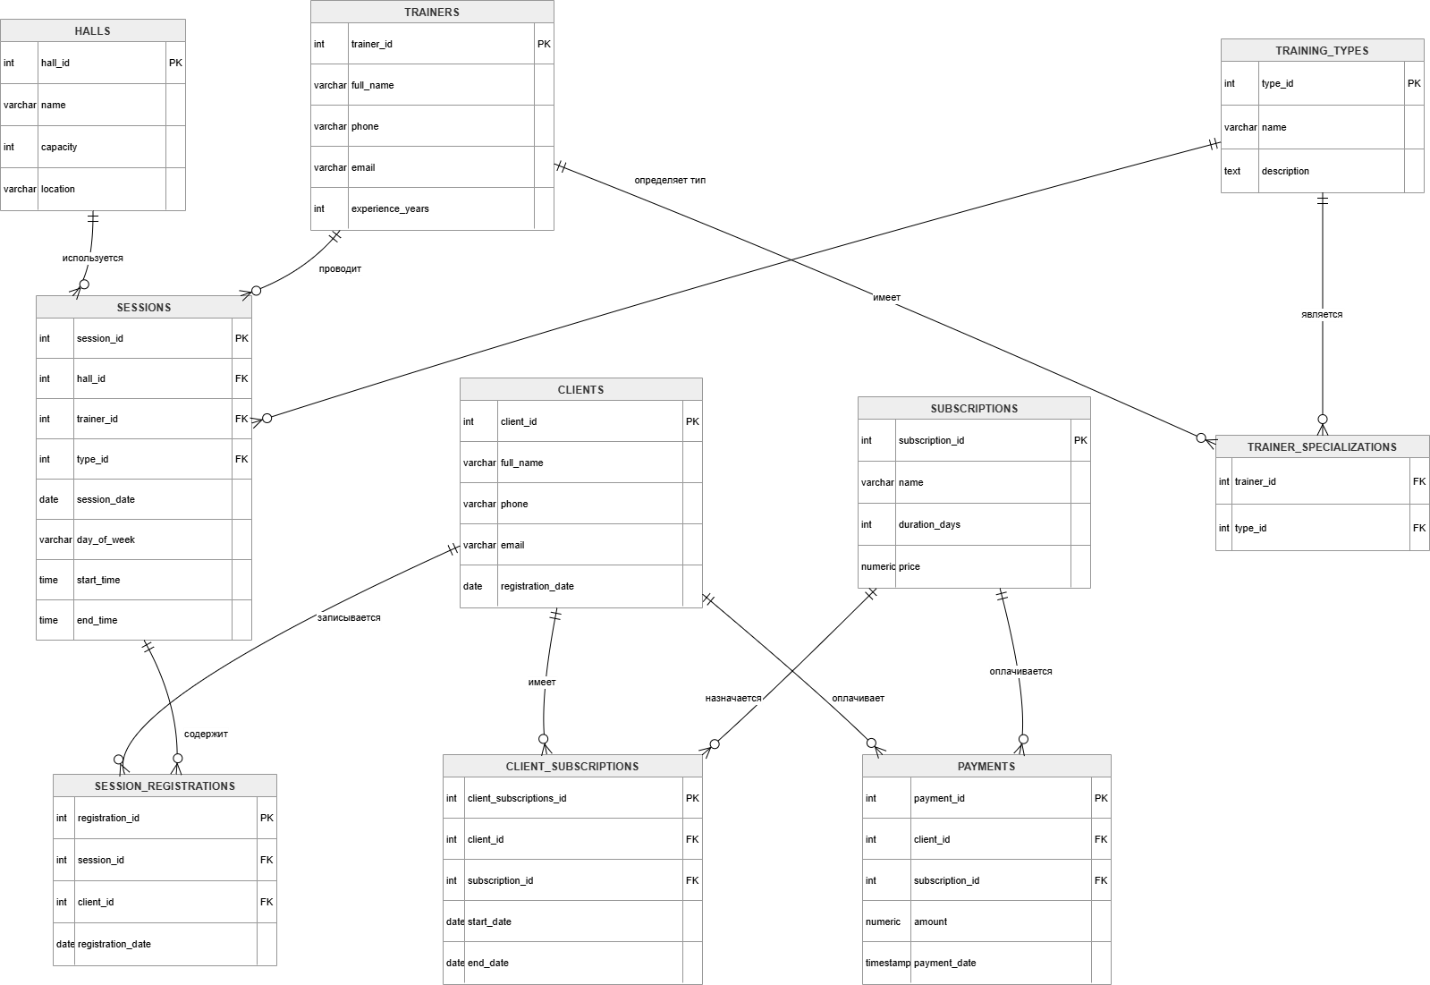 HALLS
int hall_id PK
varchar name
int capacity
varchar location
TRAINERS
int trainer_id PK
varchar full_name
varchar phone
varchar email
int experience_years
TRAINING_TYPES
int type_id PK
varchar name
text description
определяет тип
используется
проводит
имеет
является
SESSIONS
int session_id PK
int hall_id FK
int trainer_id FK
int type_id FK
date session_date
varchar day_of_week
time start_time
time end_time
CLIENTS
int client_id PK
varchar full_name
varchar phone
varchar email
date registration_date
SUBSCRIPTIONS
int subscription_id PK
varchar name
int duration_days
numeric price
TRAINER_SPECIALIZATIONS
int trainer_id FK
int type_id FK
записывается
содержит
имеет
назначается
оплачивает
оплачивается
SESSION_REGISTRATIONS
int registration_id PK
int session_id FK
int client_id FK
date registration_date
CLIENT_SUBSCRIPTIONS
int client_subscriptions_id PK
int client_id FK
int subscription_id FK
date start_date
date end_date
PAYMENTS
int payment_id PK
int client_id FK
int subscription_id FK
numeric amount
timestamp payment_date